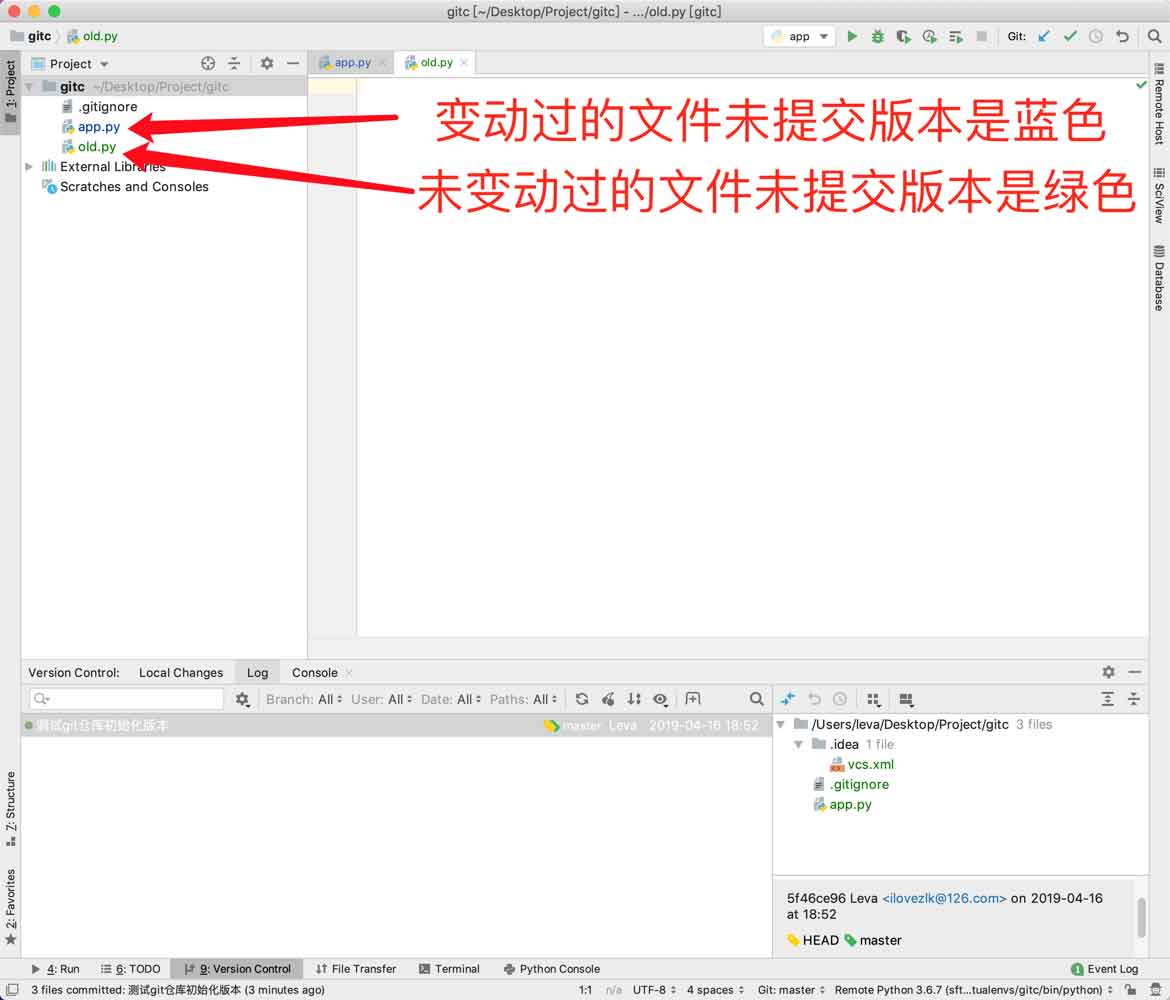 gitc [~/Desktop/Project/gitc] - .../old.py [gitc]
gitc old.py app Git:
Project
app.py
old.py
1: Project
gitc ~/Desktop/Project/gitc
.gitignore
app.py
old.py
External Libraries
Scratches and Consoles
变动过的文件未提交版本是蓝色
未变动过的文件未提交版本是绿色
Remote Host
SciView
Database
Version Control: Local Changes Log Console
Branch: All User: All Date: All Paths: All
测试git仓库初始化版本 master Leva 2019-04-16 18:52
/Users/leva/Desktop/Project/gitc 3 files
.idea 1 file
vcs.xml
.gitignore
app.py
5f46ce96 Leva <ilovezlk@126.com> on 2019-04-16
at 18:52
HEAD master
Z: Structure
2: Favorites
4: Run 6: TODO 9: Version Control File Transfer Terminal Python Console 1 Event Log
3 files committed: 测试git仓库初始化版本 (3 minutes ago) 1:1 n/a UTF-8 4 spaces Git: master Remote Python 3.6.7 (sft...tualenvs/gitc/bin/python)